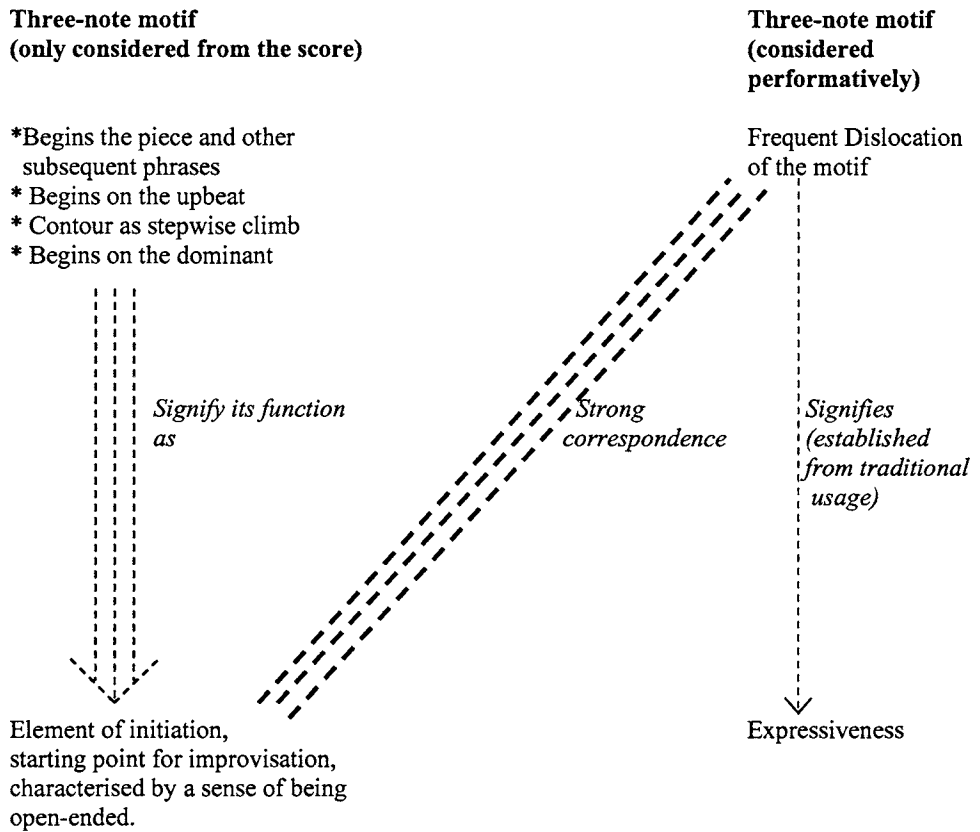 Three-note motif
(only considered from the score)
Three-note motif
(considered
performatively)
*Begins the piece and other
subsequent phrases
* Begins on the upbeat
* Contour as stepwise climb
* Begins on the dominant
Frequent Dislocation
of the motif
Signify its function
as
Strong
correspondence
Signifies
(established
from traditional
usage)
Element of initiation,
starting point for improvisation,
characterised by a sense of being
open-ended.
Expressiveness